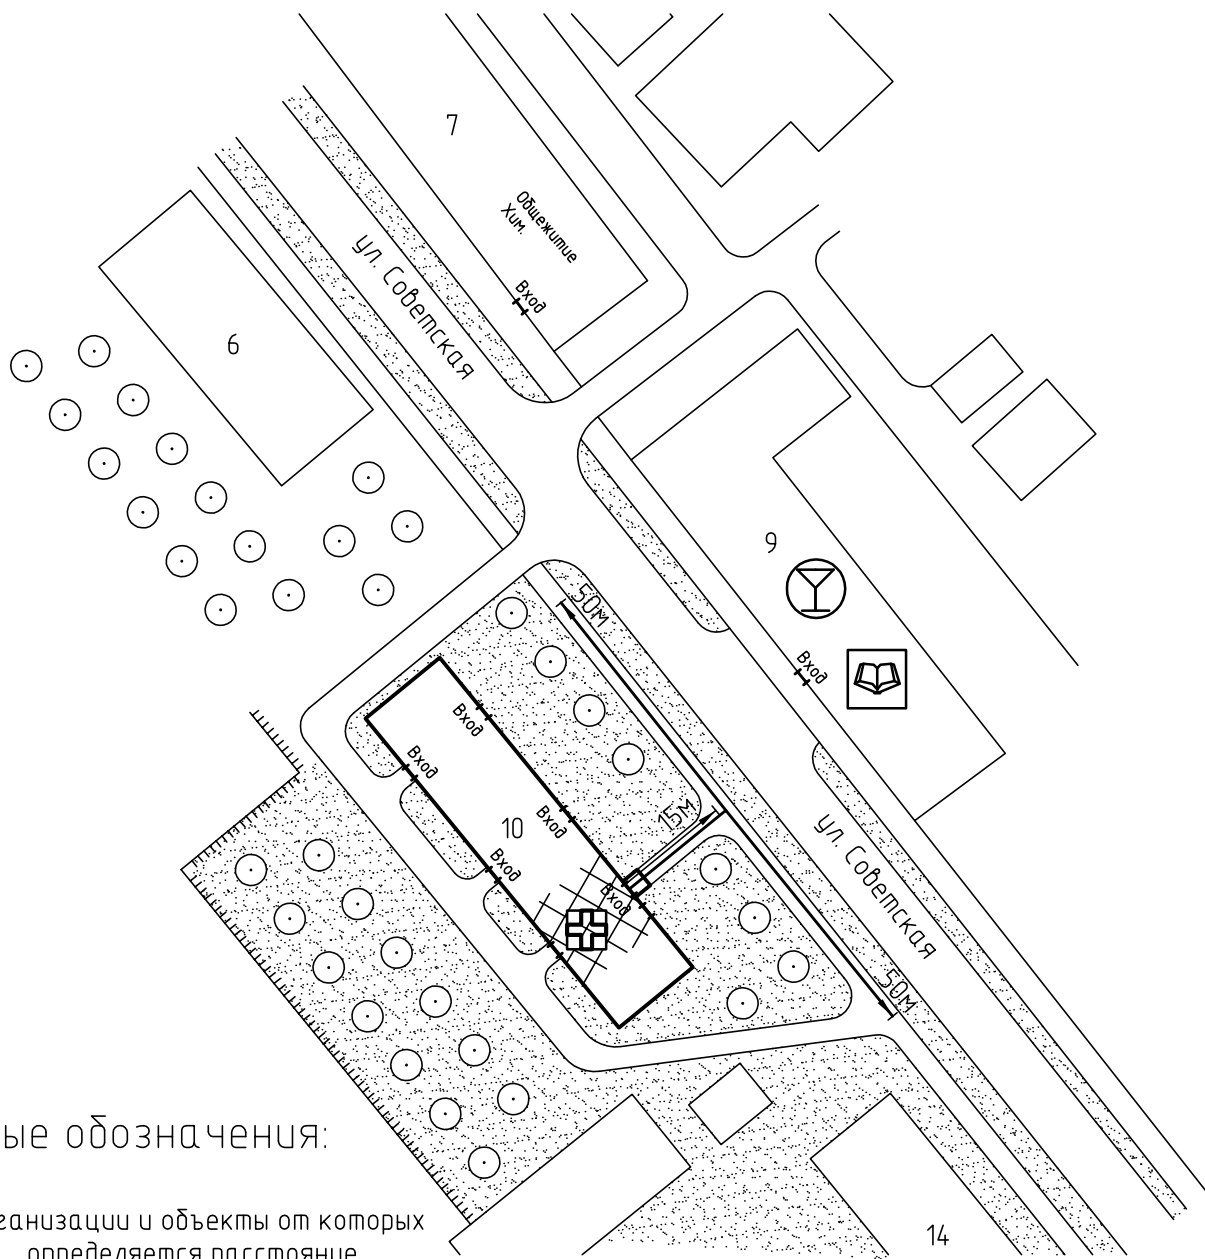 7
Общежитие
Хим.
ул. Советская
Вход
6
9
50м
Вход
Вход
Вход
15м
Вход
10
Вход
Вход
ул. Советская
50м
ые обозначения:
ганизации и объекты от которых
определяется расстояние
14